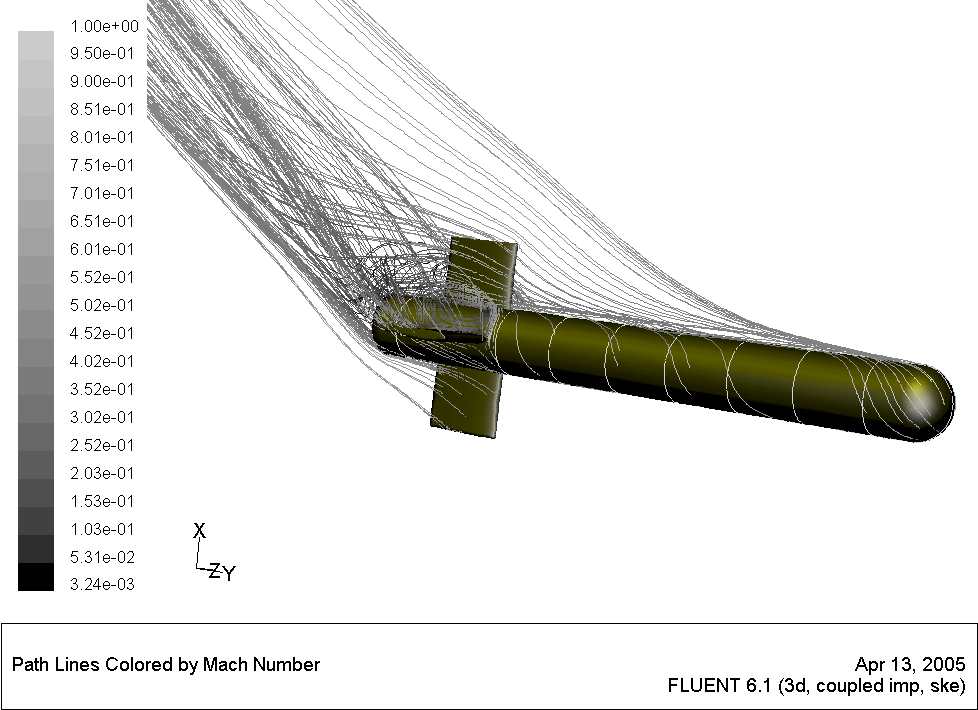 1.00e+00
9.50e-01
9.00e-01
8.51e-01
8.01e-01
7.51e-01
7.01e-01
6.51e-01
6.01e-01
5.52e-01
5.02e-01
4.52e-01
4.02e-01
3.52e-01
3.02e-01
2.52e-01
2.03e-01
1.53e-01
1.03e-01
5.31e-02
3.24e-03
X
Z Y
Path Lines Colored by Mach Number
Apr 13, 2005
FLUENT 6.1 (3d, coupled imp, ske)